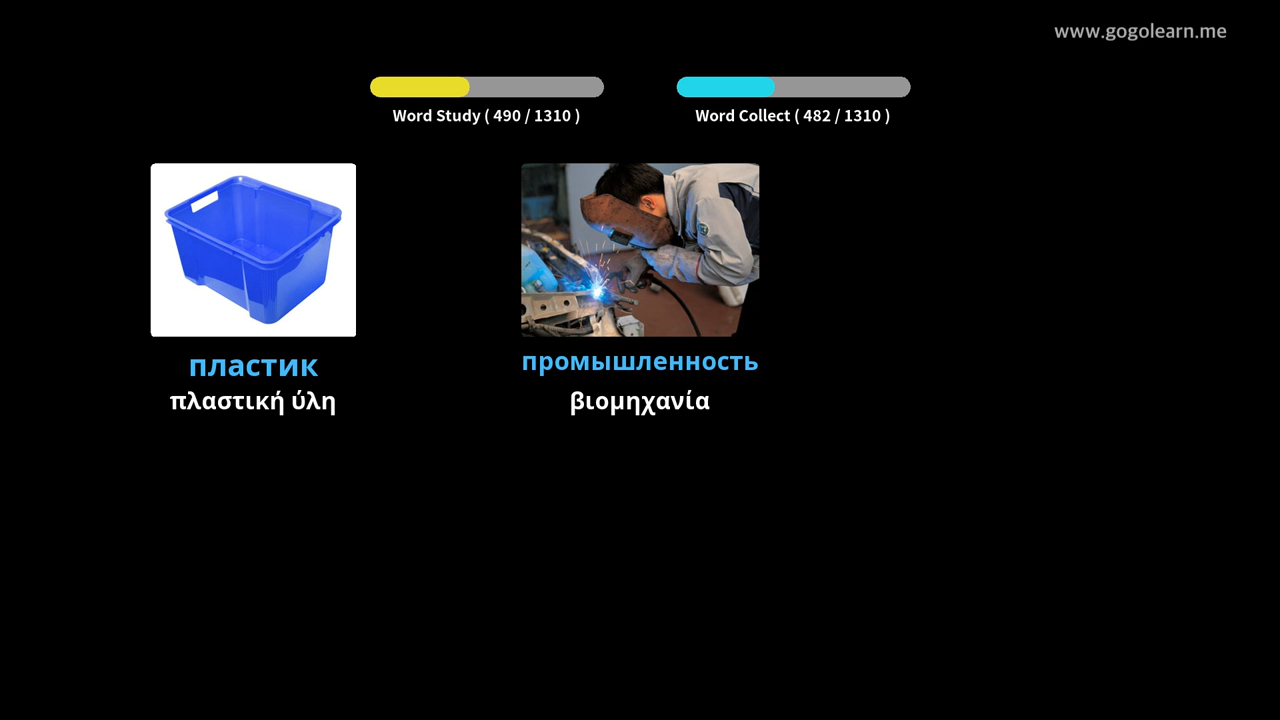 www.gogolearn.me
Word Study ( 490 / 1310 )
Word Collect ( 482 / 1310 )
пластик
πλαστική ύλη
промышленность
βιομηχανία